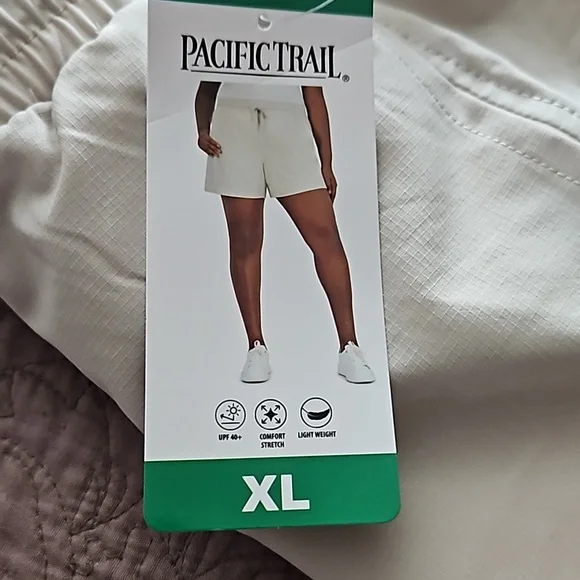 PACIFIC TRAIL®
UPF 40+ COMFORT LIGHT WEIGHT
STRETCH
XL